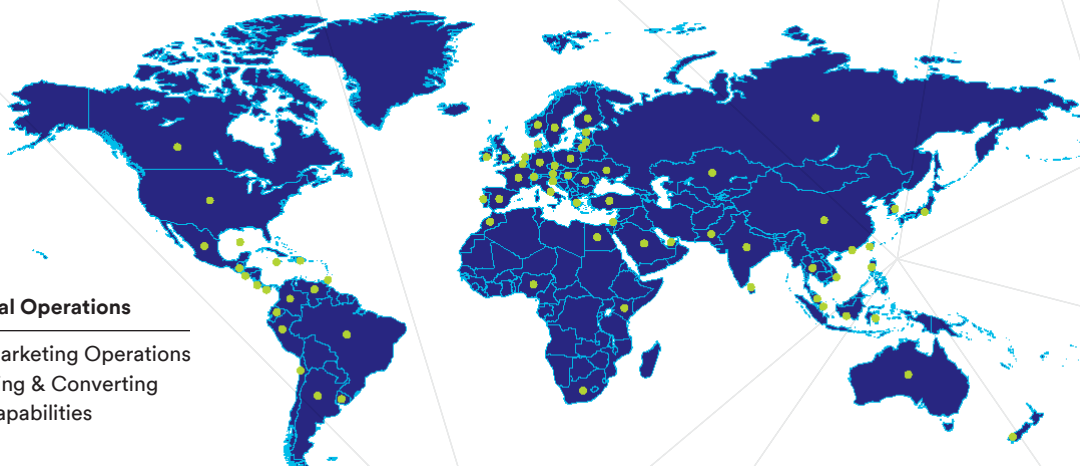 al Operations
arketing Operations
ing & Converting
apabilities